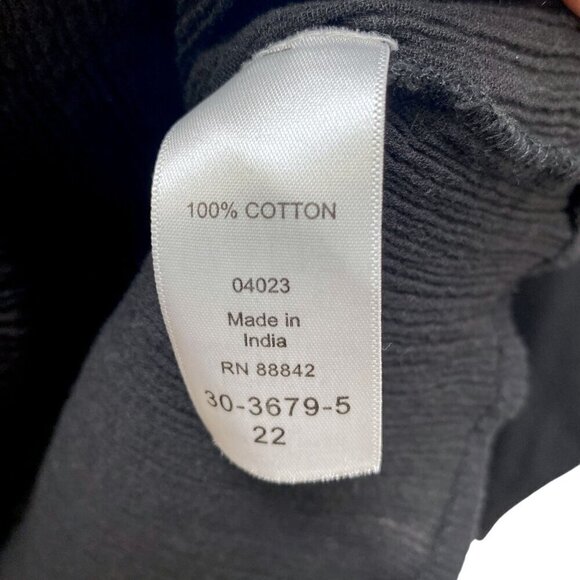 100% COTTON
04023
Made in
India
RN 88842
30-3679-5
22